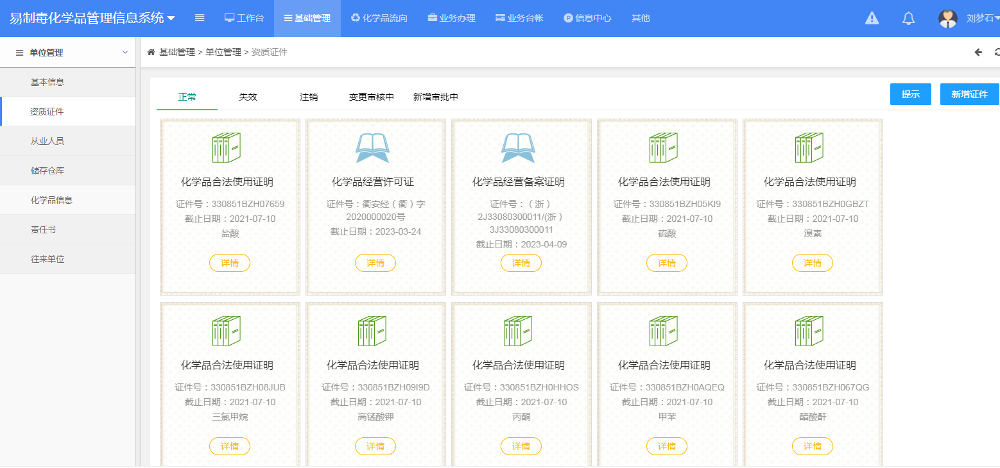 易制毒化学品管理信息系统
工作台
基础管理
化学品流向
业务办理
业务台帐
信息中心
其他
刘梦石
单位管理
基础管理 > 单位管理 > 资质证件
基本信息
资质证件
从业人员
储存仓库
化学品信息
责任书
往来单位
正常
失效
注销
变更审核中
新增审批中
提示
新增证件
化学品合法使用证明
证件号：330851BZH07659
截止日期：2021-07-10
盐酸
详情
化学品经营许可证
证件号：衢安经（衢）字
2020000020号
截止日期：2023-03-24
详情
化学品经营备案证明
证件号：（浙）
2J33080300011/(浙）
3J33080300011
截止日期：2023-04-09
详情
化学品合法使用证明
证件号：330851BZH05KI9
截止日期：2021-07-10
硫酸
详情
化学品合法使用证明
证件号：330851BZH0GBZT
截止日期：2021-07-10
溴素
详情
化学品合法使用证明
证件号：330851BZH08JUB
截止日期：2021-07-10
三氯甲烷
详情
化学品合法使用证明
证件号：330851BZH09I9D
截止日期：2021-07-10
高锰酸钾
详情
化学品合法使用证明
证件号：330851BZH0HHOS
截止日期：2021-07-10
丙酮
详情
化学品合法使用证明
证件号：330851BZH0AQEQ
截止日期：2021-07-10
甲苯
详情
化学品合法使用证明
证件号：330851BZH067QG
截止日期：2021-07-10
醋酸酐
详情